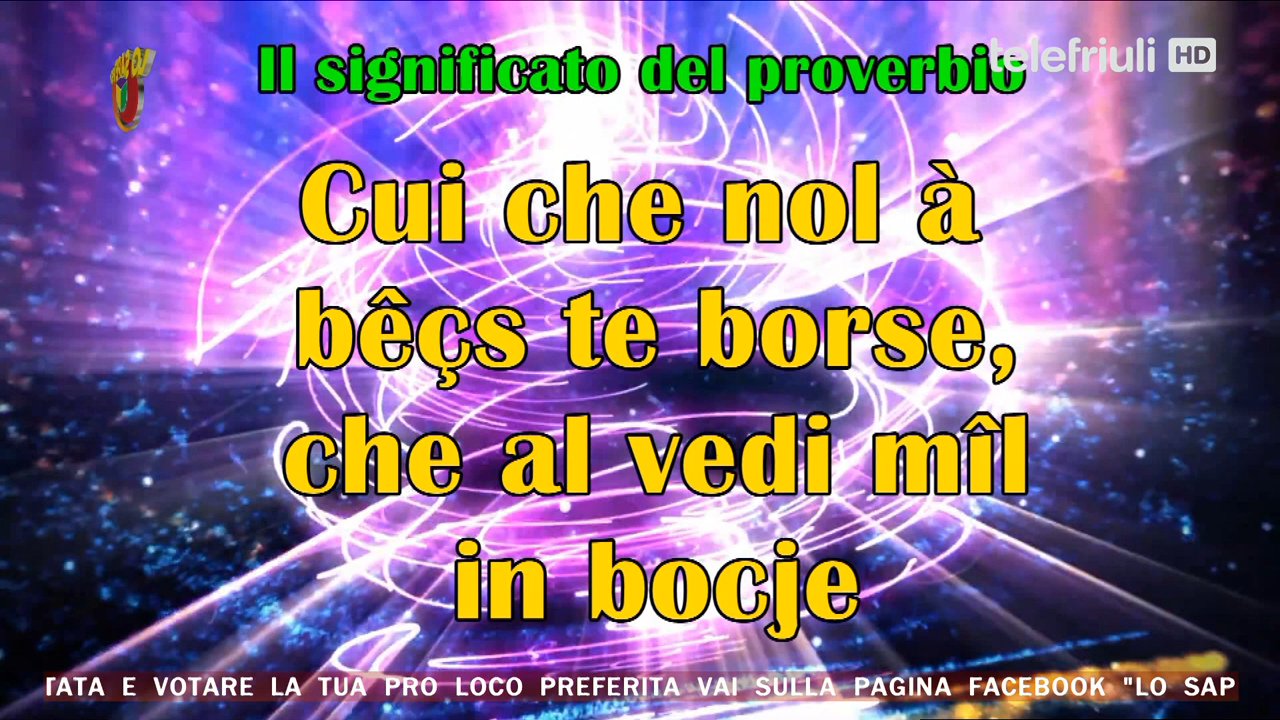 Il significato del proverbio
telefriuli HD
Cui che nol à
bêçs te borse,
che al vedi mîl
in bocje
TATA E VOTARE LA TUA PRO LOCO PREFERITA VAI SULLA PAGINA FACEBOOK "LO SAP